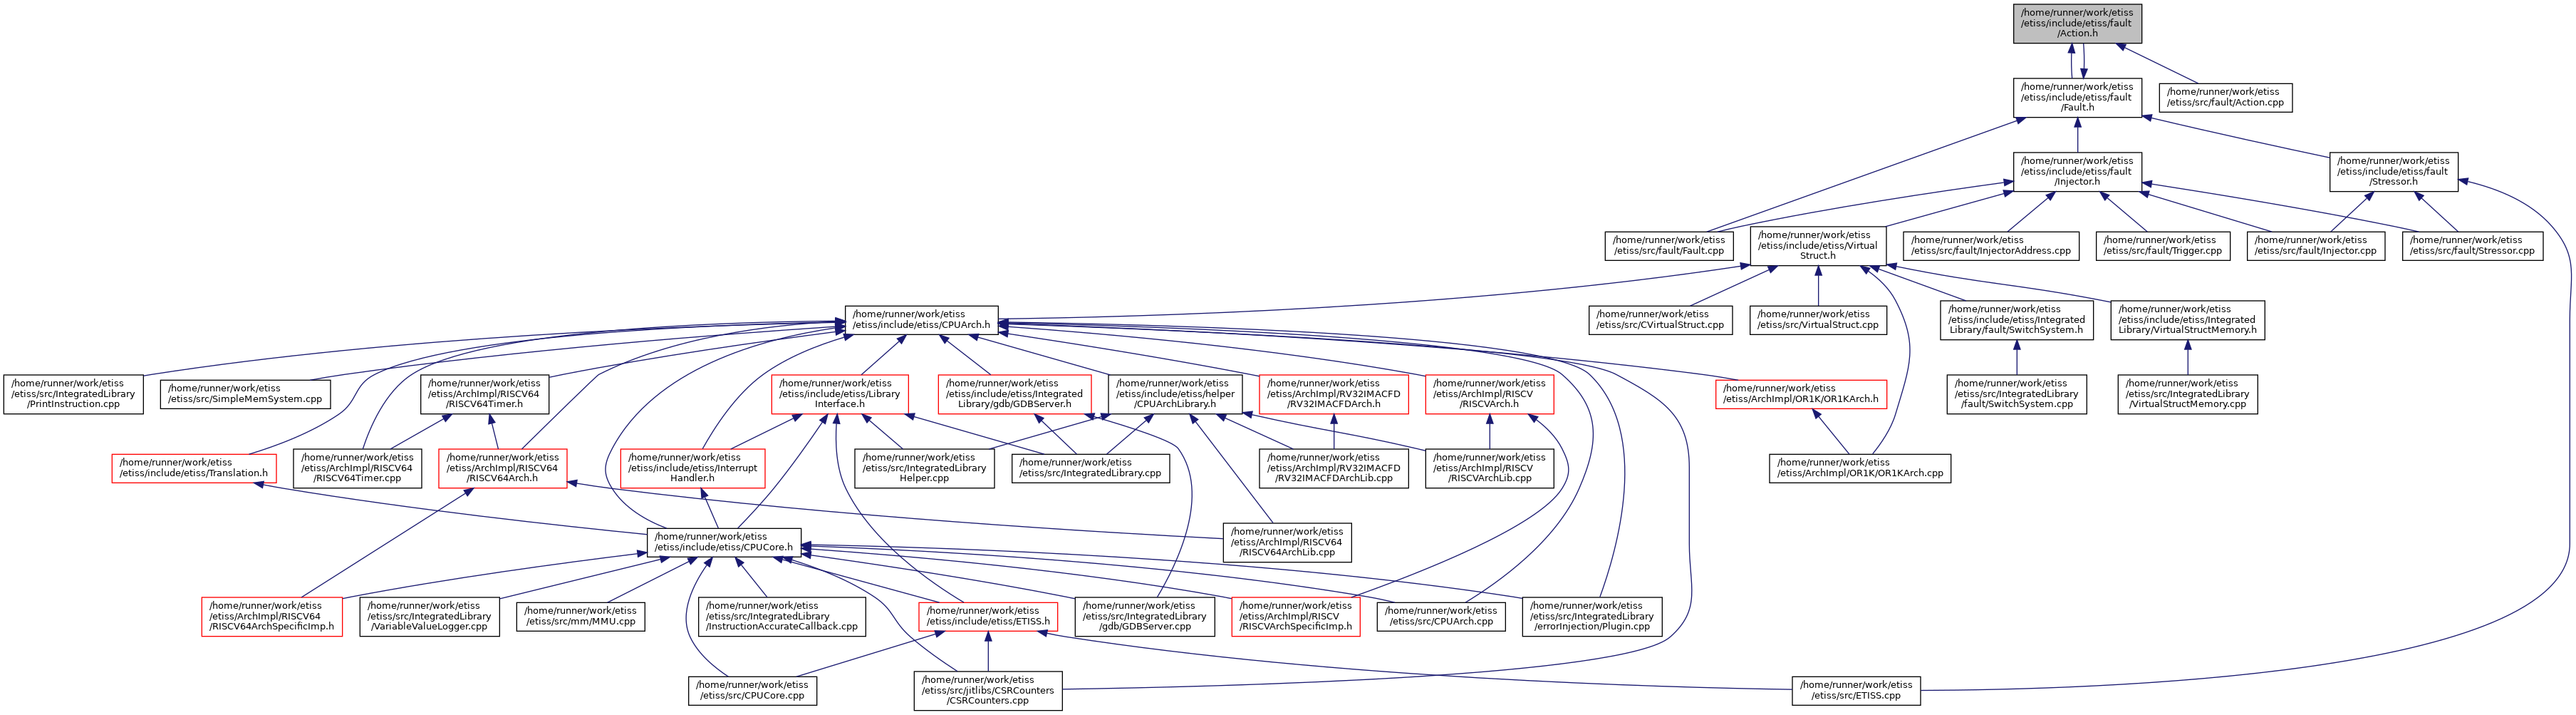 /home/runner/work/etiss
/etiss/include/etiss/fault
/Action.h
/home/runner/work/etiss
/etiss/include/etiss/fault
/Fault.h
/home/runner/work/etiss
/etiss/src/fault/Action.cpp
/home/runner/work/etiss
/etiss/include/etiss/fault
/Injector.h
/home/runner/work/etiss
/etiss/include/etiss/fault
/Stressor.h
/home/runner/work/etiss
/etiss/src/fault/Fault.cpp
/home/runner/work/etiss
/etiss/include/etiss/Virtual
Struct.h
/home/runner/work/etiss
/etiss/src/fault/InjectorAddress.cpp
/home/runner/work/etiss
/etiss/src/fault/Trigger.cpp
/home/runner/work/etiss
/etiss/src/fault/Injector.cpp
/home/runner/work/etiss
/etiss/src/fault/Stressor.cpp
/home/runner/work/etiss
/etiss/include/etiss/CPUArch.h
/home/runner/work/etiss
/etiss/src/CVirtualStruct.cpp
/home/runner/work/etiss
/etiss/src/VirtualStruct.cpp
/home/runner/work/etiss
/etiss/include/etiss/Integrated
Library/fault/SwitchSystem.h
/home/runner/work/etiss
/etiss/include/etiss/Integrated
Library/VirtualStructMemory.h
/home/runner/work/etiss
/etiss/src/IntegratedLibrary
/PrintInstruction.cpp
/home/runner/work/etiss
/etiss/src/SimpleMemSystem.cpp
/home/runner/work/etiss
/etiss/ArchImpl/RISCV64
/RISCV64Timer.h
/home/runner/work/etiss
/etiss/include/etiss/Library
Interface.h
/home/runner/work/etiss
/etiss/include/etiss/Integrated
Library/gdb/GDBServer.h
/home/runner/work/etiss
/etiss/include/etiss/helper
/CPUArchLibrary.h
/home/runner/work/etiss
/etiss/ArchImpl/RV32IMACFD
/RV32IMACFDArch.h
/home/runner/work/etiss
/etiss/ArchImpl/RISCV
/RISCVArch.h
/home/runner/work/etiss
/etiss/ArchImpl/OR1K/OR1KArch.h
/home/runner/work/etiss
/etiss/src/IntegratedLibrary
/fault/SwitchSystem.cpp
/home/runner/work/etiss
/etiss/src/IntegratedLibrary
/VirtualStructMemory.cpp
/home/runner/work/etiss
/etiss/include/etiss/Translation.h
/home/runner/work/etiss
/etiss/ArchImpl/RISCV64
/RISCV64Timer.cpp
/home/runner/work/etiss
/etiss/ArchImpl/RISCV64
/RISCV64Arch.h
/home/runner/work/etiss
/etiss/include/etiss/Interrupt
Handler.h
/home/runner/work/etiss
/etiss/src/IntegratedLibrary
Helper.cpp
/home/runner/work/etiss
/etiss/src/IntegratedLibrary.cpp
/home/runner/work/etiss
/etiss/ArchImpl/RV32IMACFD
/RV32IMACFDArchLib.cpp
/home/runner/work/etiss
/etiss/ArchImpl/RISCV
/RISCVArchLib.cpp
/home/runner/work/etiss
/etiss/ArchImpl/OR1K/OR1KArch.cpp
/home/runner/work/etiss
/etiss/include/etiss/CPUCore.h
/home/runner/work/etiss
/etiss/ArchImpl/RISCV64
/RISCV64ArchLib.cpp
/home/runner/work/etiss
/etiss/ArchImpl/RISCV64
/RISCV64ArchSpecificImp.h
/home/runner/work/etiss
/etiss/src/IntegratedLibrary
/VariableValueLogger.cpp
/home/runner/work/etiss
/etiss/src/mm/MMU.cpp
/home/runner/work/etiss
/etiss/src/IntegratedLibrary
/InstructionAccurateCallback.cpp
/home/runner/work/etiss
/etiss/include/etiss/ETISS.h
/home/runner/work/etiss
/etiss/src/IntegratedLibrary
/gdb/GDBServer.cpp
/home/runner/work/etiss
/etiss/ArchImpl/RISCV
/RISCVArchSpecificImp.h
/home/runner/work/etiss
/etiss/src/CPUArch.cpp
/home/runner/work/etiss
/etiss/src/IntegratedLibrary
/errorInjection/Plugin.cpp
/home/runner/work/etiss
/etiss/src/CPUCore.cpp
/home/runner/work/etiss
/etiss/src/jitlibs/CSRCounters
/CSRCounters.cpp
/home/runner/work/etiss
/etiss/src/ETISS.cpp